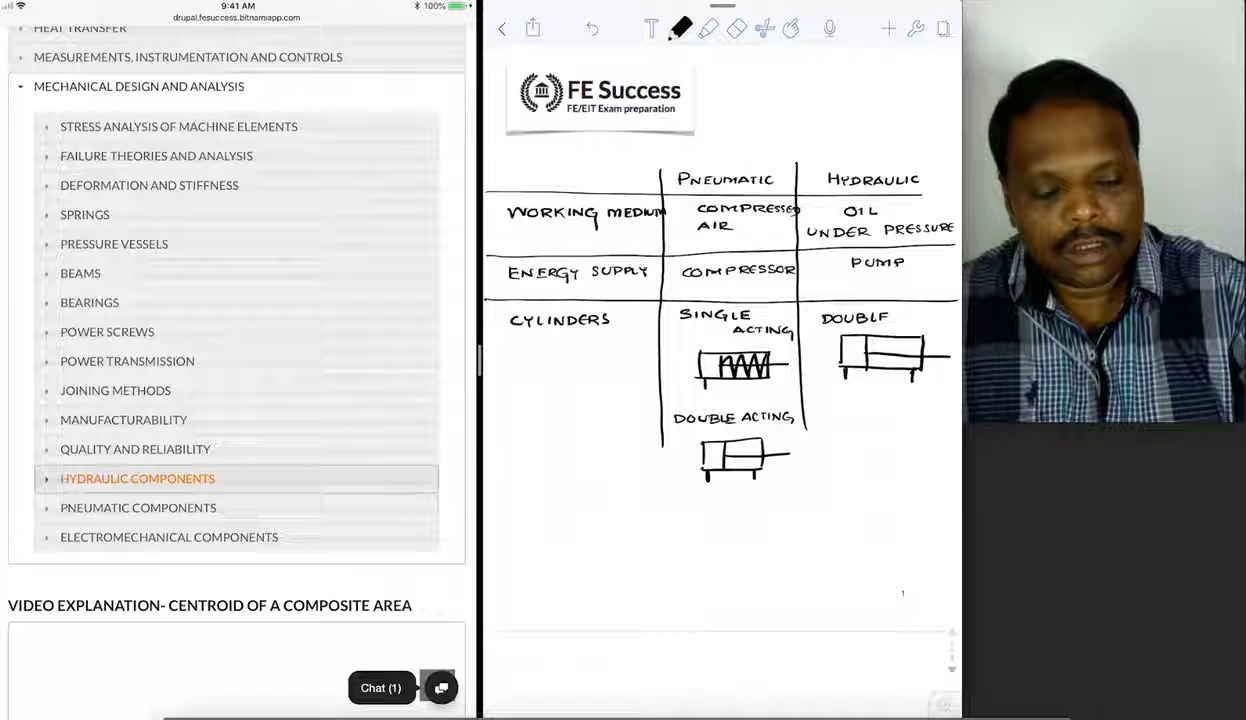 9:41 AM
100%
drupal.fesuccess.bitnamiapp.com
HEAT TRANSFER
MEASUREMENTS, INSTRUMENTATION AND CONTROLS
MECHANICAL DESIGN AND ANALYSIS
STRESS ANALYSIS OF MACHINE ELEMENTS
FAILURE THEORIES AND ANALYSIS
DEFORMATION AND STIFFNESS
SPRINGS
PRESSURE VESSELS
BEAMS
BEARINGS
POWER SCREWS
POWER TRANSMISSION
JOINING METHODS
MANUFACTURABILITY
QUALITY AND RELIABILITY
HYDRAULIC COMPONENTS
PNEUMATIC COMPONENTS
ELECTROMECHANICAL COMPONENTS
VIDEO EXPLANATION- CENTROID OF A COMPOSITE AREA
Chat (1)
FE Success
FE/EIT Exam preparation
PNEUMATIC HYDRAULIC
WORKING MEDIUM COMPRESSED OIL
AIR UNDER PRESSURE
ENERGY SUPPLY COMPRESSOR PUMP
CYLINDERS SINGLE DOUBLE
ACTING
DOUBLE ACTING
1